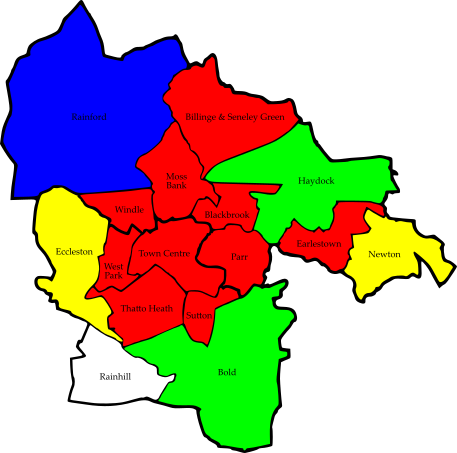 Rainford
Billinge & Seneley Green
Moss
Bank
Haydock
Windle
Blackbrook
Earlestown
Eccleston
Town Centre
Parr
Newton
West
Park
Thatto Heath
Sutton
Rainhill
Bold